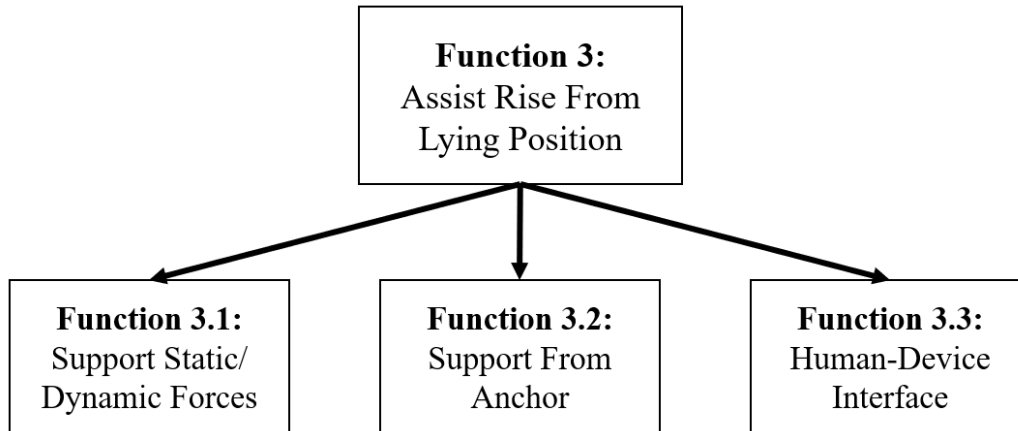 Function 3:
Assist Rise From
Lying Position
Function 3.1:
Support Static/
Dynamic Forces
Function 3.2:
Support From
Anchor
Function 3.3:
Human-Device
Interface